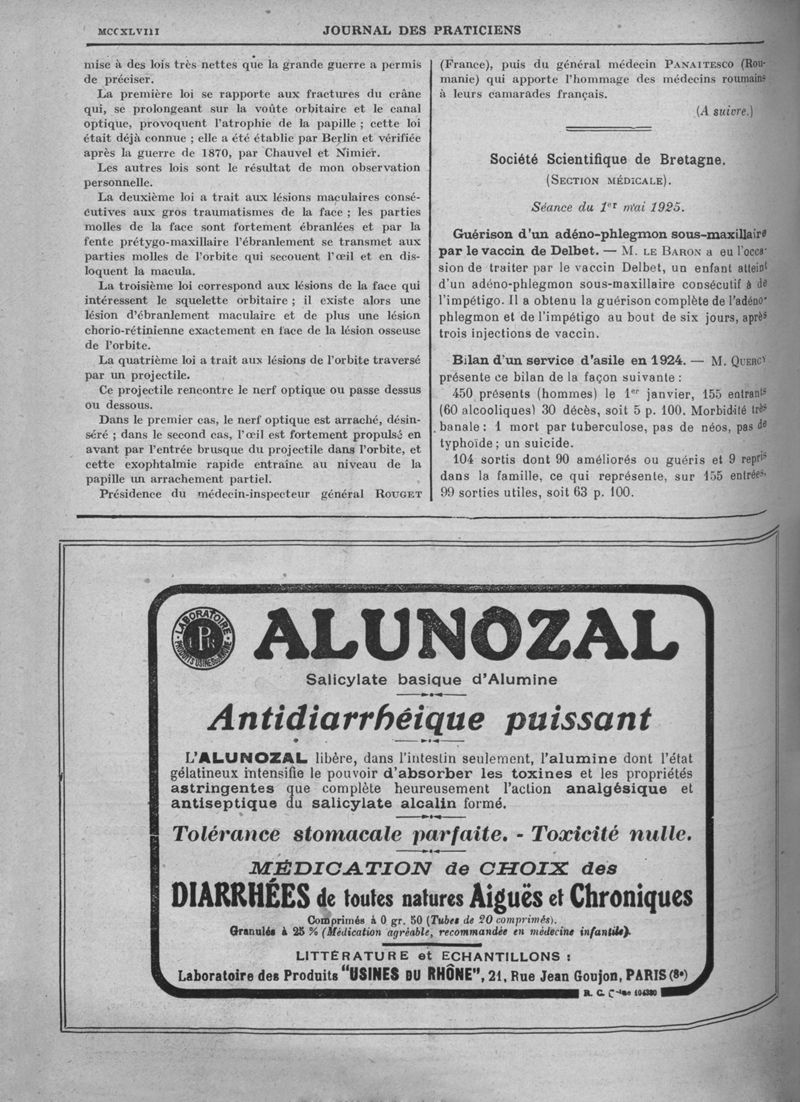 MCCXLVIII
JOURNAL DES PRATICIENS
mise à des lois très nettes que la grande guerre a permis
de préciser.
La première loi se rapporte aux fractures du crâne
qui, se prolongeant sur la voûte orbitaire et le canal
optique, provoquent l'atrophie de la papille ; cette loi
était déjà connue ; elle a été établie par Berlin et vérifiée
après la guerre de 1870, par Chauvel et Nimier.
Les autres lois sont le résultat de mon observation
personnelle.
La deuxième loi a trait aux lésions maculaires consé-
cutives aux gros traumatismes de la face ; les parties
molles de la face sont fortement ébranlées et par la
fente prétygo-maxillaire l'ébranlement se transmet aux
parties molles de l'orbite qui secouent l'œil et en dis-
loquent la macula.
La troisième loi correspond aux lésions de la face qui
intéressent le squelette orbitaire ; il existe alors une
lésion d'ébranlement maculaire et de plus une lésion
chorio-rétinienne exactement en face de la lésion osseuse
de l'orbite.
La quatrième loi a trait aux lésions de l'orbite traversé
par un projectile.
Ce projectile rencontre le nerf optique ou passe dessus
ou dessous.
Dans le premier cas, le nerf optique est arraché, désin-
séré ; dans le second cas, l'œil est fortement propulsé en
avant par l'entrée brusque du projectile dans l'orbite, et
cette exophtalmie rapide entraîne au niveau de la
papille un arrachement partiel.
Présidence du médecin-inspecteur général ROUGET
(France), puis du général médecin PANAITESCO (Rou-
manie) qui apporte l'hommage des médecins roumains
à leurs camarades français.
(A suivre.)
Société Scientifique de Bretagne.
(SECTION MÉDICALE).
Séance du 1er mai 1925.
Guérison d'un adéno-phlegmon sous-maxillaire
par le vaccin de Delbet. — M. LE BARON a eu l'occa-
sion de traiter par le vaccin Delbet, un enfant atteint
d'un adéno-phlegmon sous-maxillaire consécutif à de
l'impétigo. Il a obtenu la guérison complète de l'adéno-
phlegmon et de l'impétigo au bout de six jours, après
trois injections de vaccin.
Bilan d'un service d'asile en 1924. — M. QUERCY
présente ce bilan de la façon suivante :
450 présents (hommes) le 1er janvier, 155 entrants
(60 alcooliques) 30 décès, soit 5 p. 100. Morbidité très
banale : 1 mort par tuberculose, pas de néos, pas de
typhoïde ; un suicide.
104 sortis dont 90 améliorés ou guéris et 9 repris
dans la famille, ce qui représente, sur 155 entrées,
99 sorties utiles, soit 63 p. 100.
LABORATOIRE
ALUNOZAL
Salicylate basique d'Alumine
Antidiarrhéique puissant
L'ALUNOZAL libère, dans l'intestin seulement, l'alumine dont l'état
gélatineux intensifie le pouvoir d'absorber les toxines et les propriétés
astringentes que complète heureusement l'action analgésique et
antiseptique du salicylate alcalin formé.
Tolérance stomacale parfaite. - Toxicité nulle.
MÉDICATION de CHOIX des
DIARRHÉES de toutes natures Aiguës et Chroniques
Comprimés à 0 gr. 50 (Tubes de 20 comprimés).
Granulés à 25 % (Médication agréable, recommandée en médecine infantile).
LITTÉRATURE et ECHANTILLONS :
Laboratoire des Produits "USINES DU RHÔNE", 21, Rue Jean Goujon, PARIS (8e)
R. C. 104380